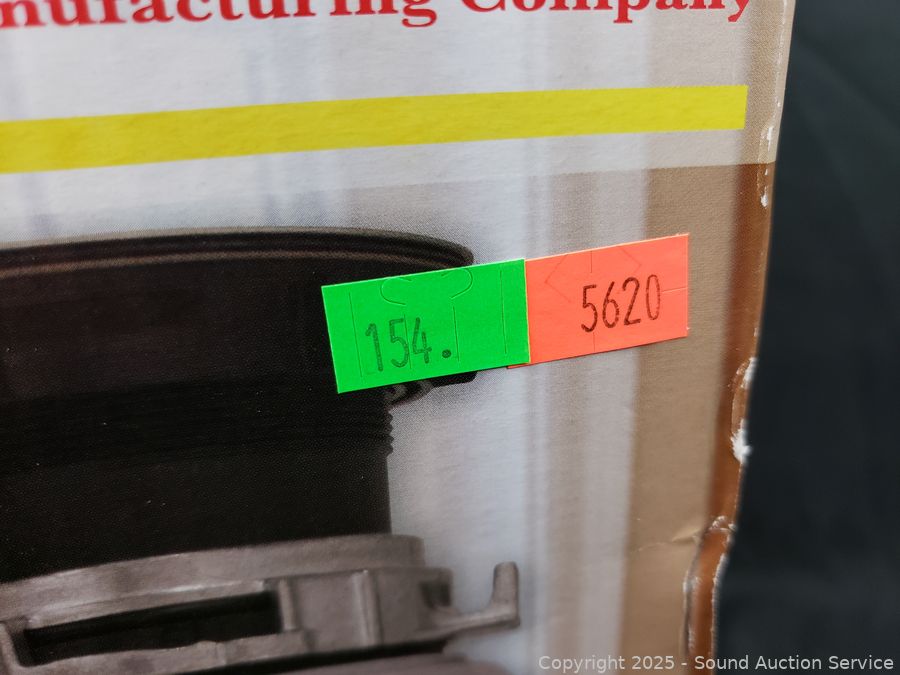 nufacturing Company
154.
5620
Copyright 2025 - Sound Auction Service